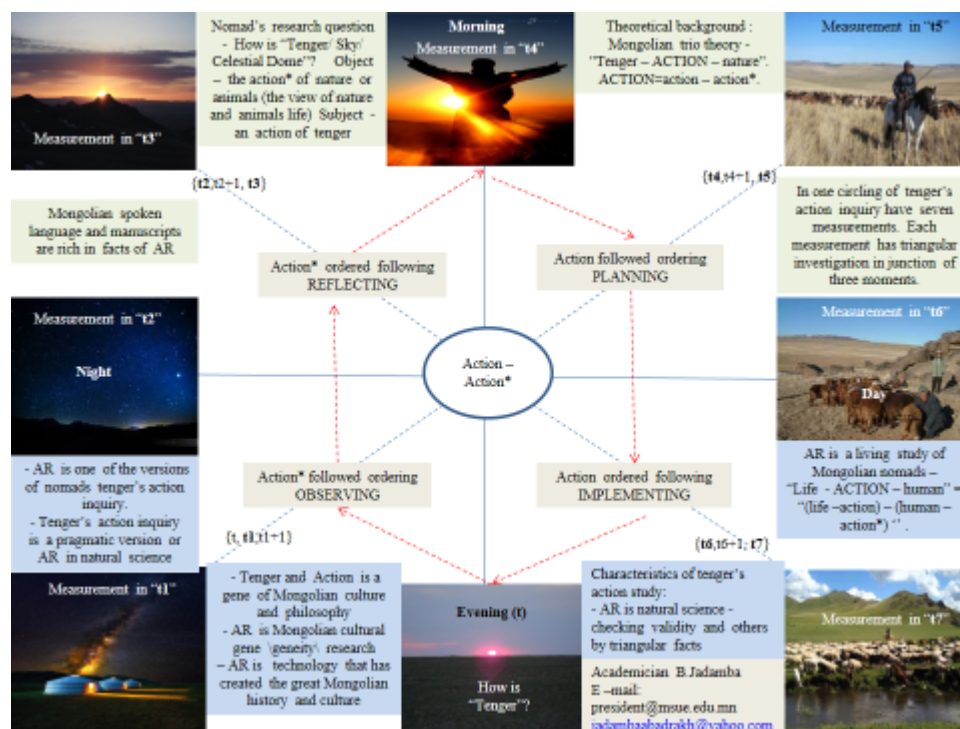 Measurement in “t3”
Nomad’s research question
- How is “Tenger/ Sky/
Celestial Dome”? Object
– the action* of nature or
animals (the view of nature
and animals life) Subject -
an action of tenger
Morning
Measurement in “t4”
Theoretical background :
Mongolian trio theory -
”Tenger – ACTION – nature”.
ACTION=action – action*.
Measurement in “t5”
{t2,t2+1, t3}
{t4,t4+1, t5}
Mongolian spoken
language and manuscripts
are rich in facts of AR
Action* ordered following
REFLECTING
Action followed ordering
PLANNING
In one circling of tenger’s
action inquiry have seven
measurements. Each
measurement has triangular
investigation in junction of
three moments.
Measurement in “t2”
Night
Action –
Action*
Measurement in “t6”
Day
- AR is one of the versions
of nomads tenger’s action
inquiry.
- Tenger’s action inquiry
is a pragmatic version or
AR in natural science
Action* followed ordering
OBSERVING
Action ordered following
IMPLEMENTING
AR is a living study of
Mongolian nomads –
“Life - ACTION – human” =
“(life –action) – (human –
action*) ‘’ .
{t, t1,t1+1}
{t6,t6+1; t7}
Measurement in “t1”
- Tenger and Action is a
gene of Mongolian culture
and philosophy
- AR is Mongolian cultural
gene \geneity\ research
– AR is technology that has
created the great Mongolian
history and culture
Evening (t)
How is
“Tenger”?
Characteristics of tenger’s
action study:
- AR is natural science -
checking validity and others
by triangular facts
Academician B.Jadamba
E –mail:
president@msue.edu.mn
jadambaabadrakh@yahoo.com
Measurement in “t7”